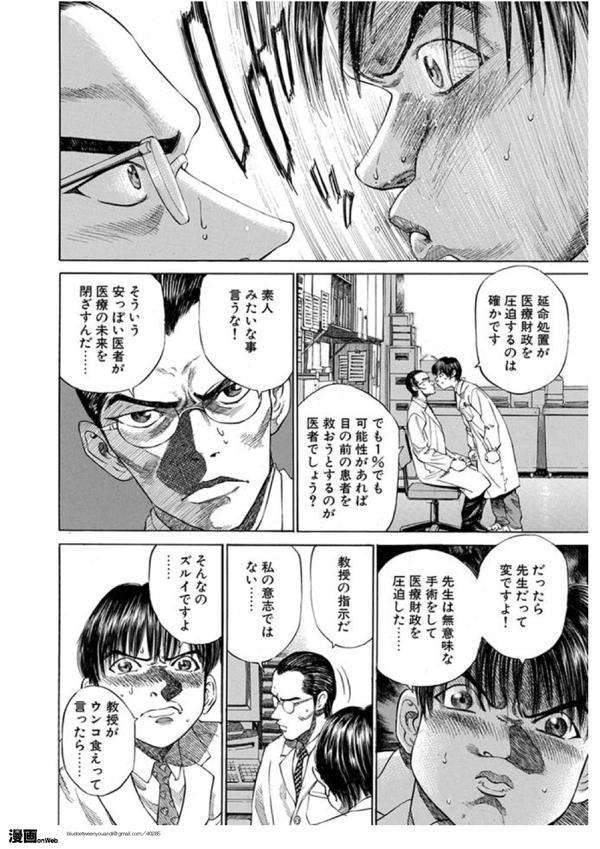 延命処置が
医療財政を
圧迫するのは
確かです
でも1%でも
可能性があれば
目の前の患者を
救おうとするのが
医者でしょう?
素人
みたいな事
言うな!
そういう
安っぽい医者が
医療の未来を
閉ざすんだ……
だったら
先生だって
変ですよ!
先生は無意味な
手術をして
医療財政を
圧迫した……
教授の指示だ
私の意志では
ない………
そんなの
ズルイですよ
……
教授が
ウンコ食えって
言ったら……
漫画 on Web
bluebetweenyouandi@gmail.com/40285